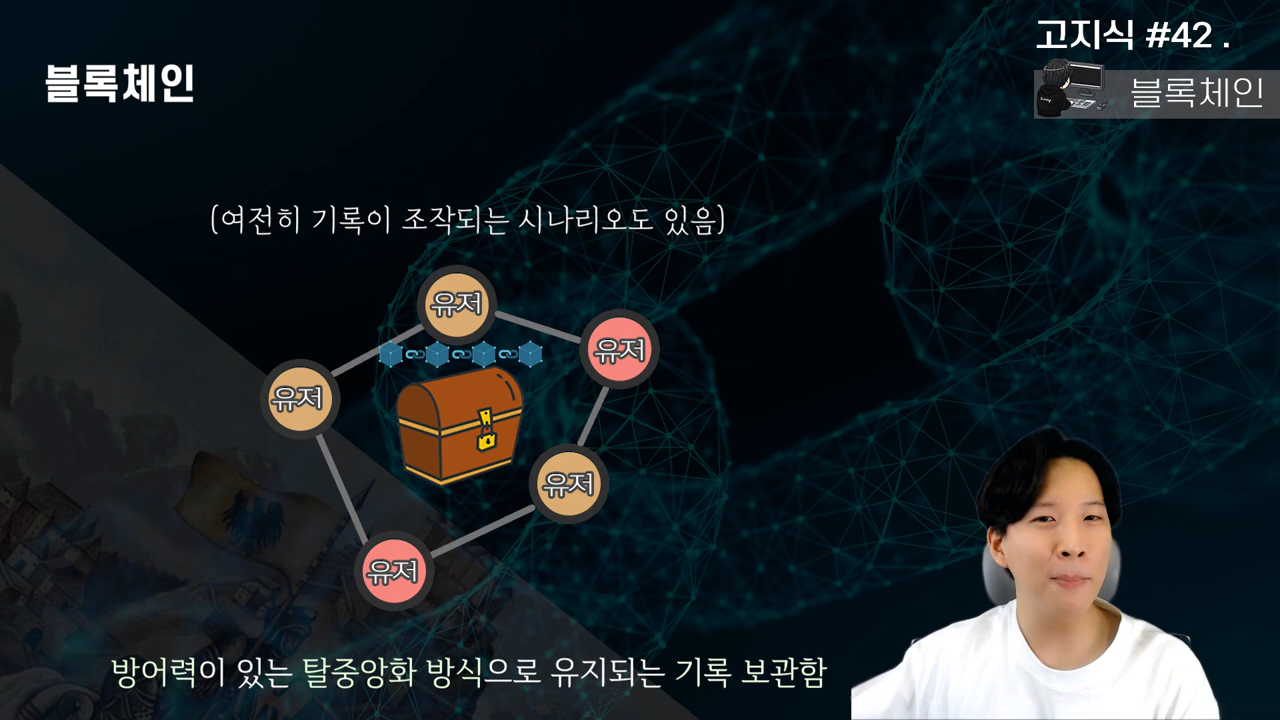 고지식 #42 .
블록체인
블록체인
(여전히 기록이 조작되는 시나리오도 있음)
유저
유저
유저
유저
유저
방어력이 있는 탈중앙화 방식으로 유지되는 기록 보관함